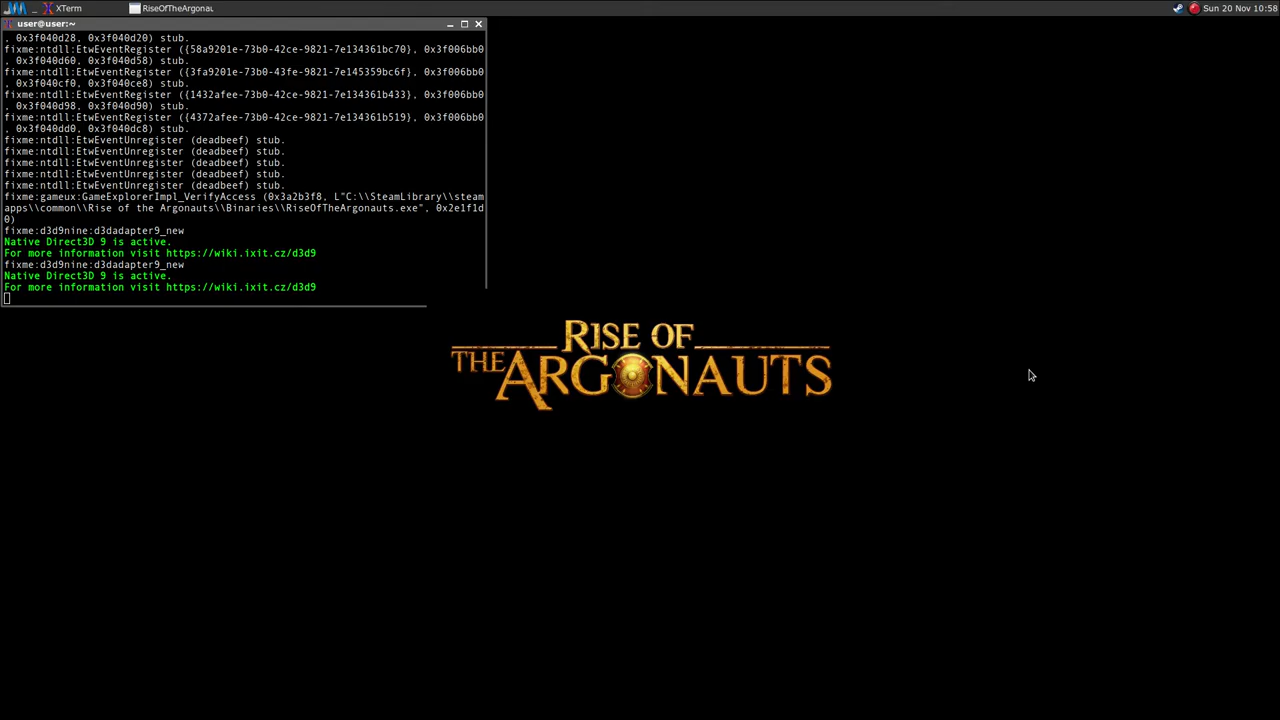 XTerm
RiseOfTheArgonau
Sun 20 Nov 10:58
user@user:~
, 0x3f040d28, 0x3f040d20) stub.
fixme:ntdll:EtwEventRegister ({58a9201e-73b0-42ce-9821-7e134361bc70}, 0x3f006bb0
, 0x3f040d60, 0x3f040d58) stub.
fixme:ntdll:EtwEventRegister ({3fa9201e-73b0-43fe-9821-7e145359bc6f}, 0x3f006bb0
, 0x3f040cf0, 0x3f040ce8) stub.
fixme:ntdll:EtwEventRegister ({1432afee-73b0-42ce-9821-7e134361b433}, 0x3f006bb0
, 0x3f040d98, 0x3f040d90) stub.
fixme:ntdll:EtwEventRegister ({4372afee-73b0-42ce-9821-7e134361b519}, 0x3f006bb0
, 0x3f040dd0, 0x3f040dc8) stub.
fixme:ntdll:EtwEventUnregister (deadbeef) stub.
fixme:ntdll:EtwEventUnregister (deadbeef) stub.
fixme:ntdll:EtwEventUnregister (deadbeef) stub.
fixme:ntdll:EtwEventUnregister (deadbeef) stub.
fixme:ntdll:EtwEventUnregister (deadbeef) stub.
fixme:gameux:GameExplorerImpl_VerifyAccess (0x3a2b3f8, L"C:\\SteamLibrary\\steam
apps\\common\\Rise of the Argonauts\\Binaries\\RiseOfTheArgonauts.exe", 0x2e1f1d
0)
fixme:d3d9nine:d3dadapter9_new
Native Direct3D 9 is active.
For more information visit https://wiki.ixit.cz/d3d9
fixme:d3d9nine:d3dadapter9_new
Native Direct3D 9 is active.
For more information visit https://wiki.ixit.cz/d3d9
RISE OF
THE ARGONAUTS